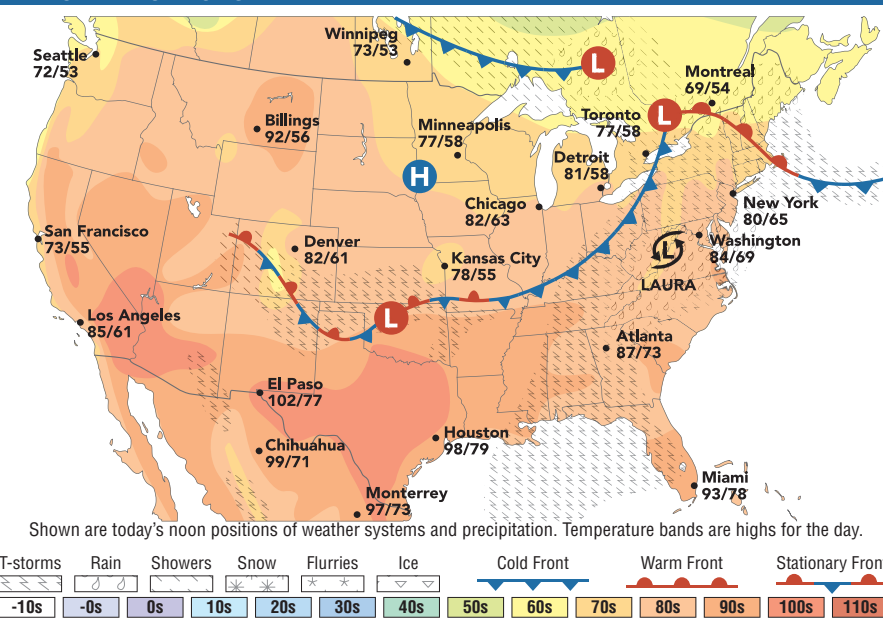 Winnipeg
73/53
Seattle
72/53
L
Montreal
69/54
Billings
92/56
Minneapolis
77/58
Toronto
77/58
L
Detroit
81/58
H
Chicago
82/63
New York
80/65
San Francisco
73/55
Denver
82/61
Kansas City
78/55
Washington
84/69
L
LAURA
Los Angeles
85/61
L
Atlanta
87/73
El Paso
102/77
Chihuahua
99/71
Houston
98/79
Monterrey
97/73
Miami
93/78
Shown are today's noon positions of weather systems and precipitation. Temperature bands are highs for the day.
T-storms Rain Showers Snow Flurries Ice Cold Front Warm Front Stationary Front
-10s -0s 0s 10s 20s 30s 40s 50s 60s 70s 80s 90s 100s 110s